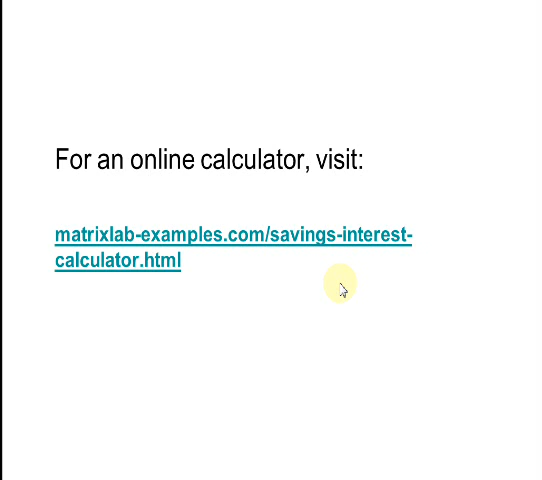 For an online calculator, visit:
matrixlab-examples.com/savings-interest-
calculator.html